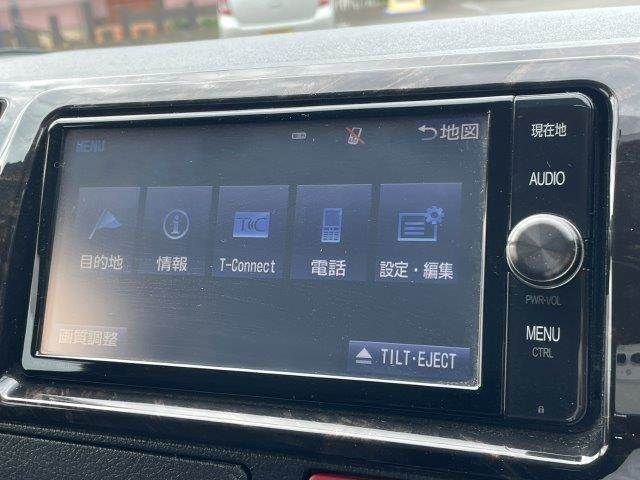 MENU
地図
目的地
情報
T-Connect
電話
設定・編集
画質調整
TILT・EJECT
現在地
AUDIO
PWR-VOL
MENU
CTRL